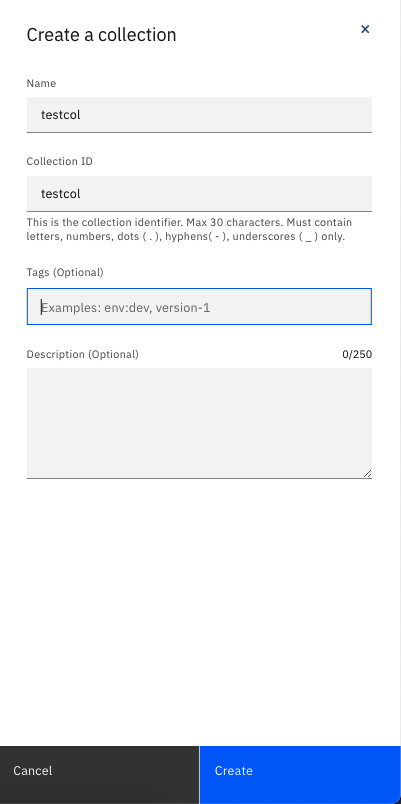 Create a collection
×
Name
testcol
Collection ID
testcol
This is the collection identifier. Max 30 characters. Must contain
letters, numbers, dots ( . ), hyphens( - ), underscores ( _ ) only.
Tags (Optional)
Examples: env:dev, version-1
Description (Optional) 0/250
Cancel Create